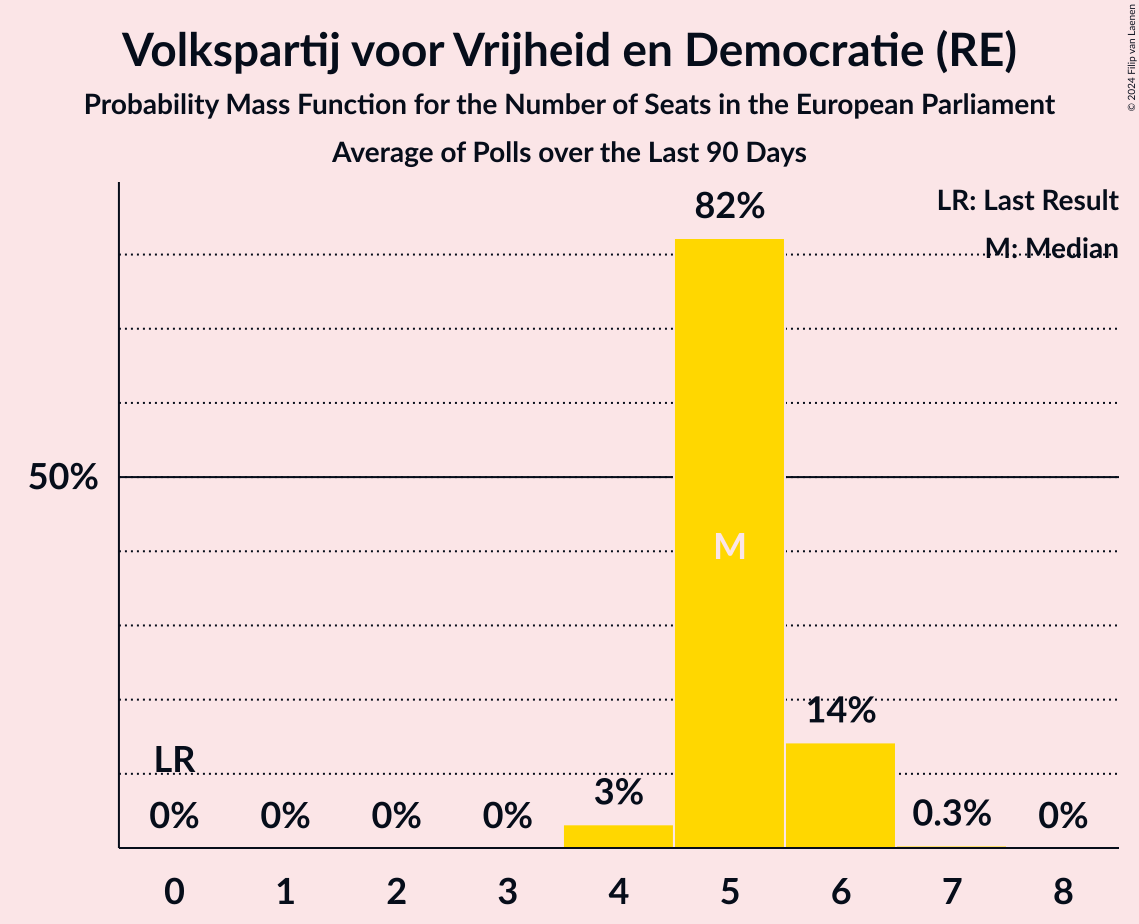 Volkspartij voor Vrijheid en Democratie (RE)
Probability Mass Function for the Number of Seats in the European Parliament
Average of Polls over the Last 90 Days
© 2024 Filip van Laenen
LR: Last Result
M: Median
82%
50%
M
14%
LR
3%
0% 0% 0% 0% 0.3% 0%
0 1 2 3 4 5 6 7 8